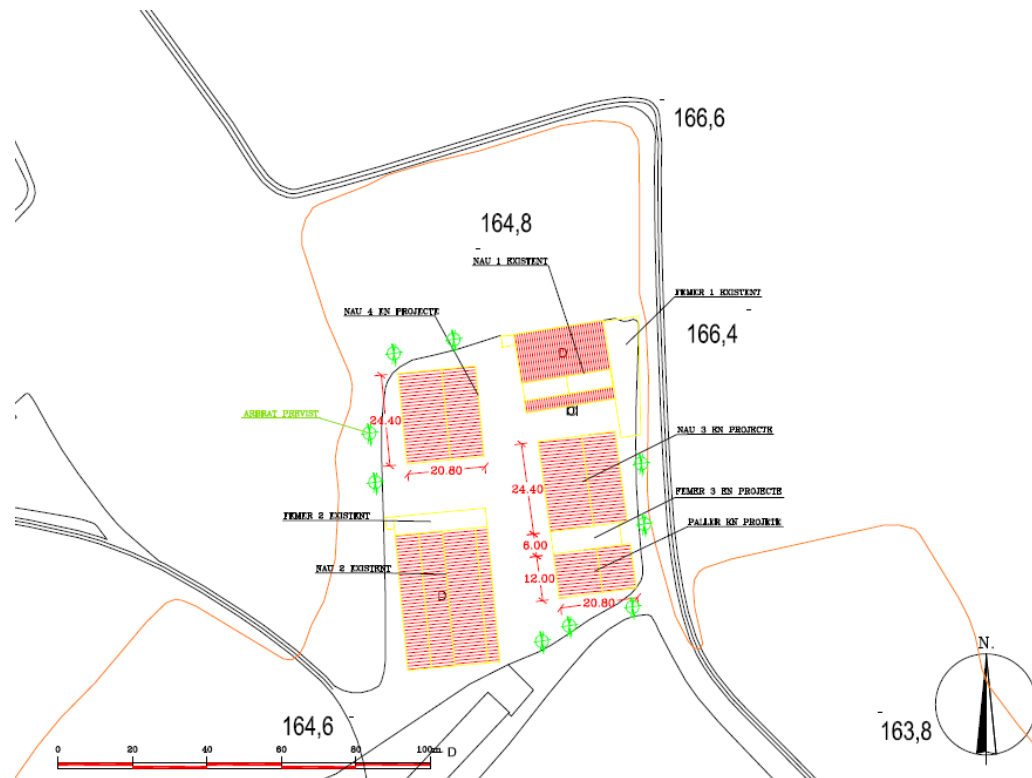 166,6
164,8
NAU 1 EXISTENT
FEMER 1 EXISTENT
NAU 4 EN PROJECTE
166,4
D
ARBRAT PREVIST
24.40
NAU 3 EN PROJECTE
20.80
24.40
FEMER 3 EN PROJECTE
FEMER 2 EXISTENT
PALLER EN PROJECTE
6.00
NAU 2 EXISTENT
12.00
D
20.80
N.
164,6
163,8
0 20 40 60 80 100m. D